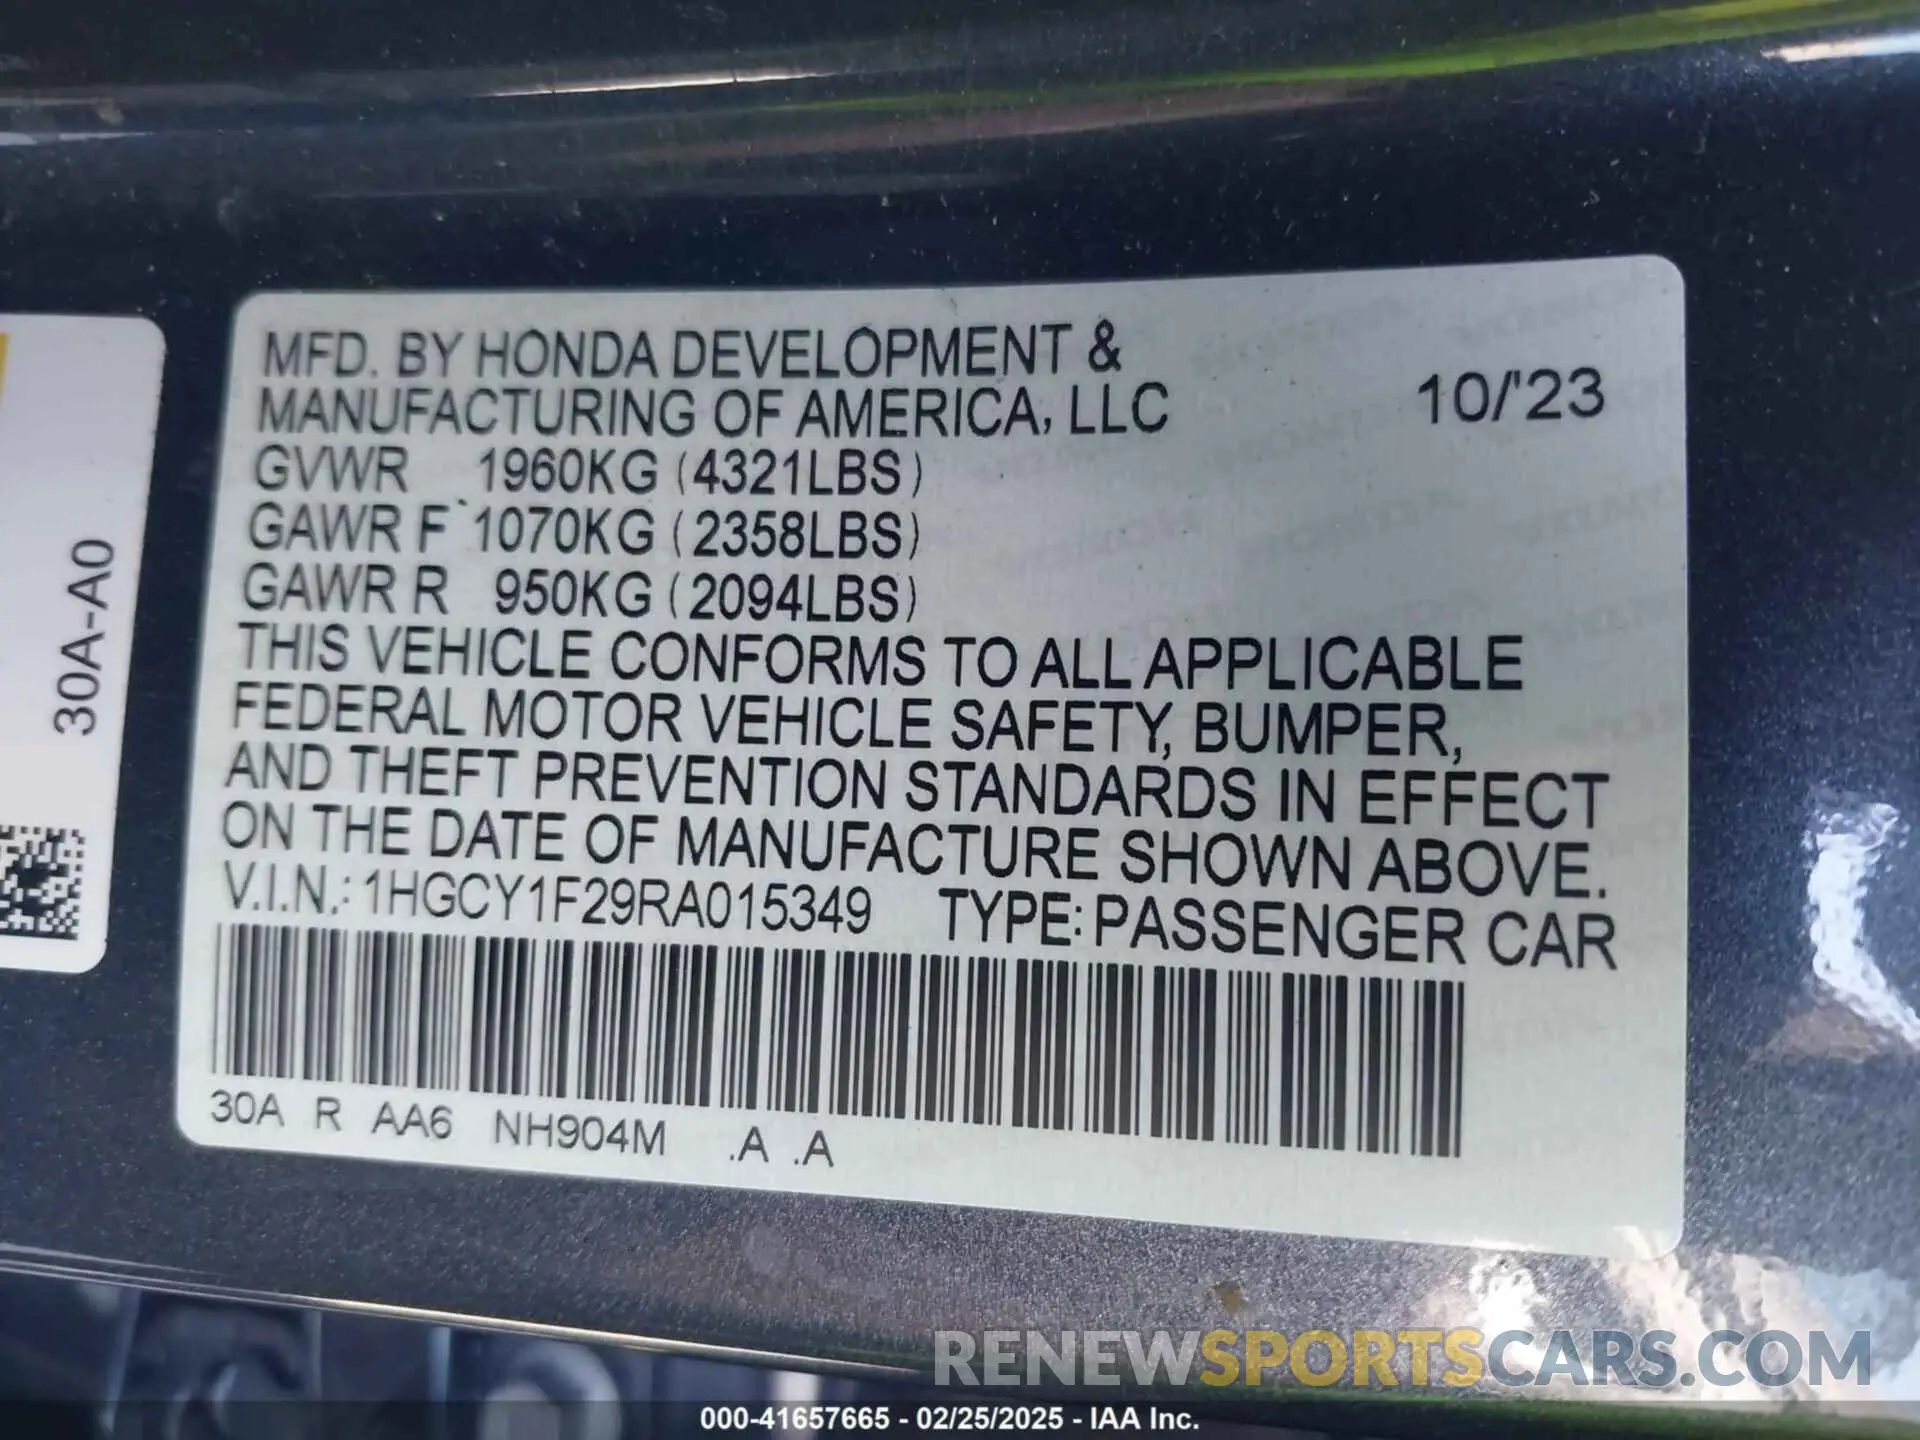 MFD. BY HONDA DEVELOPMENT &
MANUFACTURING OF AMERICA, LLC 10/'23
GVWR 1960KG (4321LBS)
GAWR F 1070KG (2358LBS)
GAWR R 950KG (2094LBS)
THIS VEHICLE CONFORMS TO ALL APPLICABLE
FEDERAL MOTOR VEHICLE SAFETY, BUMPER,
AND THEFT PREVENTION STANDARDS IN EFFECT
ON THE DATE OF MANUFACTURE SHOWN ABOVE.
V.I.N.: 1HGCY1F29RA015349 TYPE: PASSENGER CAR
30A R AA6 NH904M .A .A
30A-A0
RENEWSPORTSCARS.COM
000-41657665 - 02/25/2025 - IAA Inc.